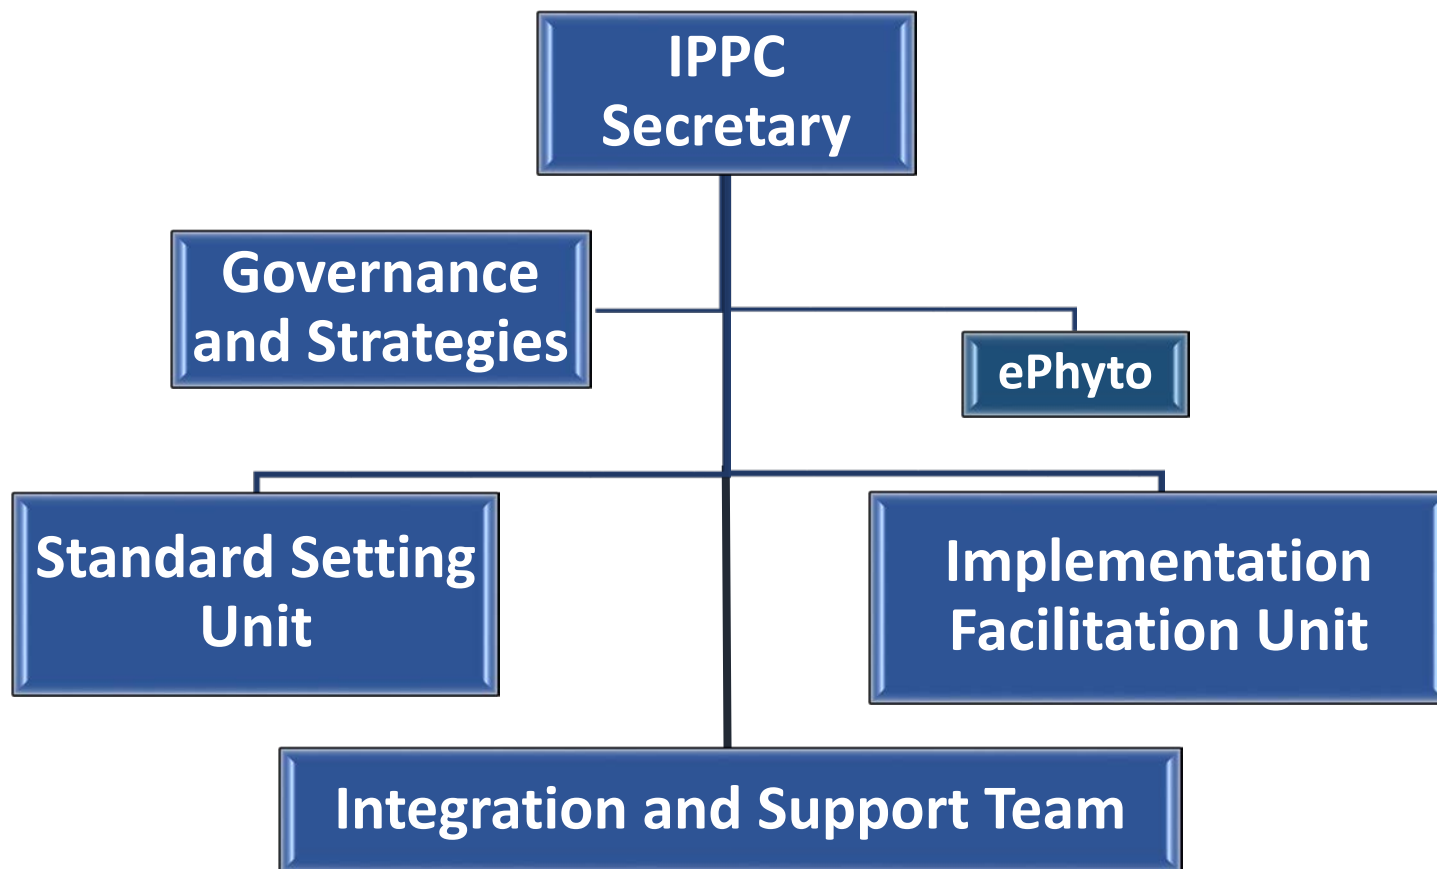 IPPC
Secretary
Governance
and Strategies
ePhyto
Standard Setting
Unit
Implementation
Facilitation Unit
Integration and Support Team